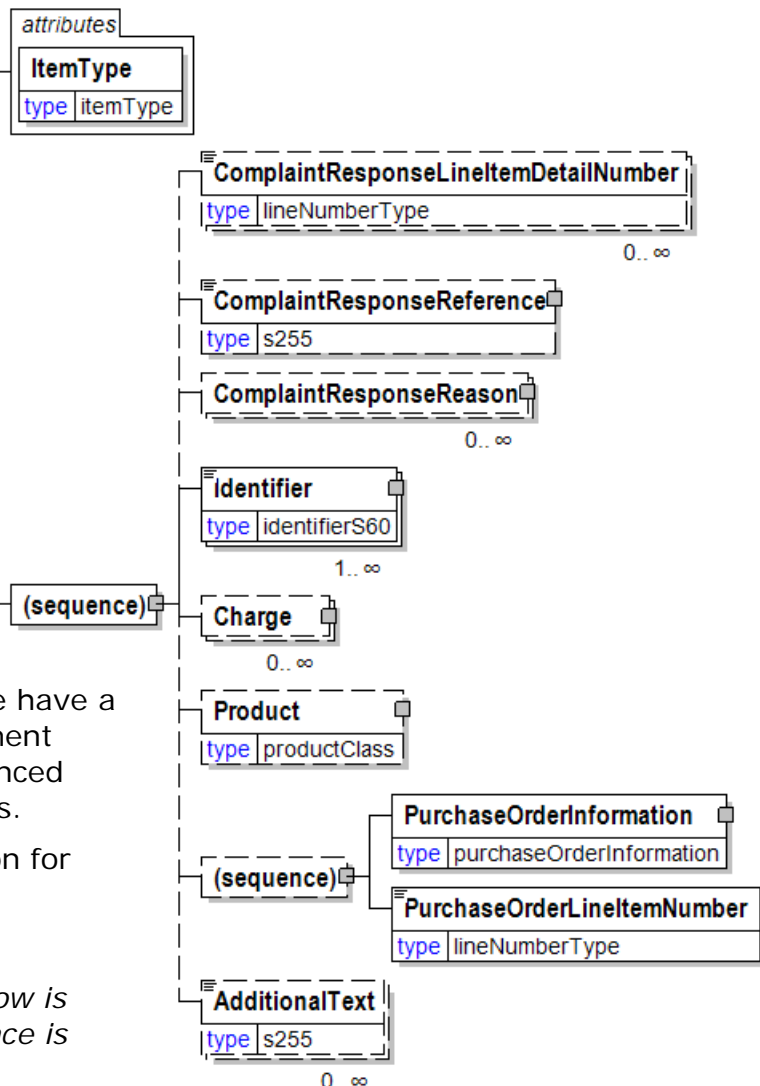 attributes
ItemType
type itemType
ComplaintResponseLineItemDetailNumber
type lineNumberType
0.. ∞
ComplaintResponseReference
type s255
ComplaintResponseReason
0.. ∞
Identifier
type identifierS60
1.. ∞
(sequence)
Charge
0.. ∞
e have a
Product
nent
type productClass
nced
s.
PurchaseOrderInformation
type purchaseOrderInformation
on for
(sequence)
PurchaseOrderLineItemNumber
type lineNumberType
ow is
AdditionalText
nce is
type s255
0.. ∞